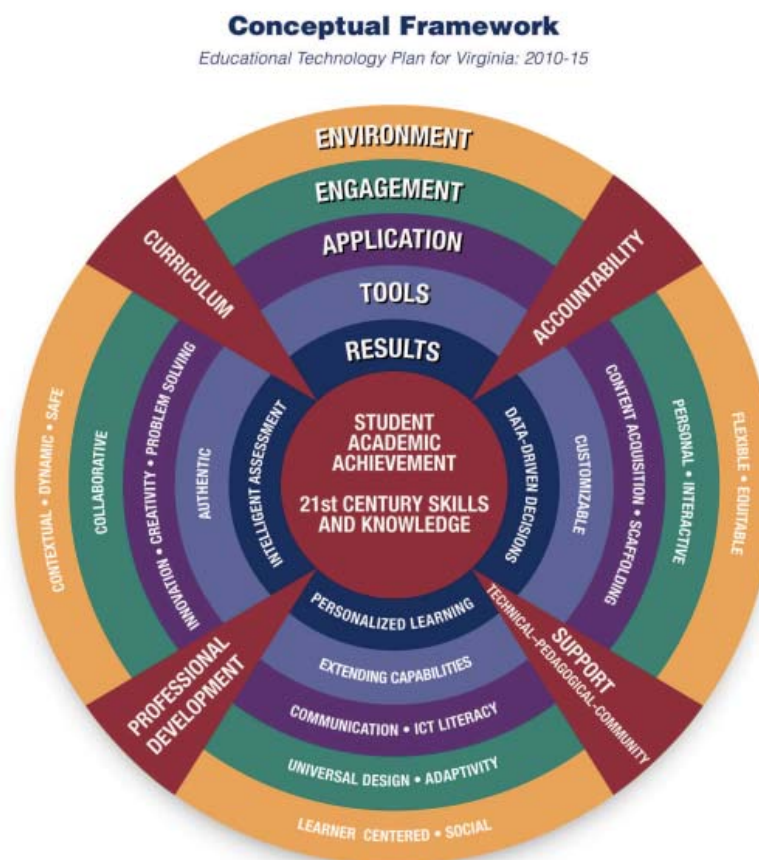 Conceptual Framework
Educational Technology Plan for Virginia: 2010-15
ENVIRONMENT
ENGAGEMENT
APPLICATION
TOOLS
RESULTS
CURRICULUM
ACCOUNTABILITY
STUDENT
ACADEMIC
ACHIEVEMENT
21st CENTURY SKILLS
AND KNOWLEDGE
CONTEXTUAL • DYNAMIC • SAFE
COLLABORATIVE
INNOVATION • CREATIVITY • PROBLEM SOLVING
AUTHENTIC
INTELLIGENT ASSESSMENT
DATA-DRIVEN DECISIONS
CUSTOMIZABLE
CONTENT ACQUISITION • SCAFFOLDING
PERSONAL • INTERACTIVE
FLEXIBLE • EQUITABLE
PROFESSIONAL
DEVELOPMENT
SUPPORT
TECHNICAL–PEDAGOGICAL-COMMUNITY
PERSONALIZED LEARNING
EXTENDING CAPABILITIES
COMMUNICATION • ICT LITERACY
UNIVERSAL DESIGN • ADAPTIVITY
LEARNER CENTERED • SOCIAL